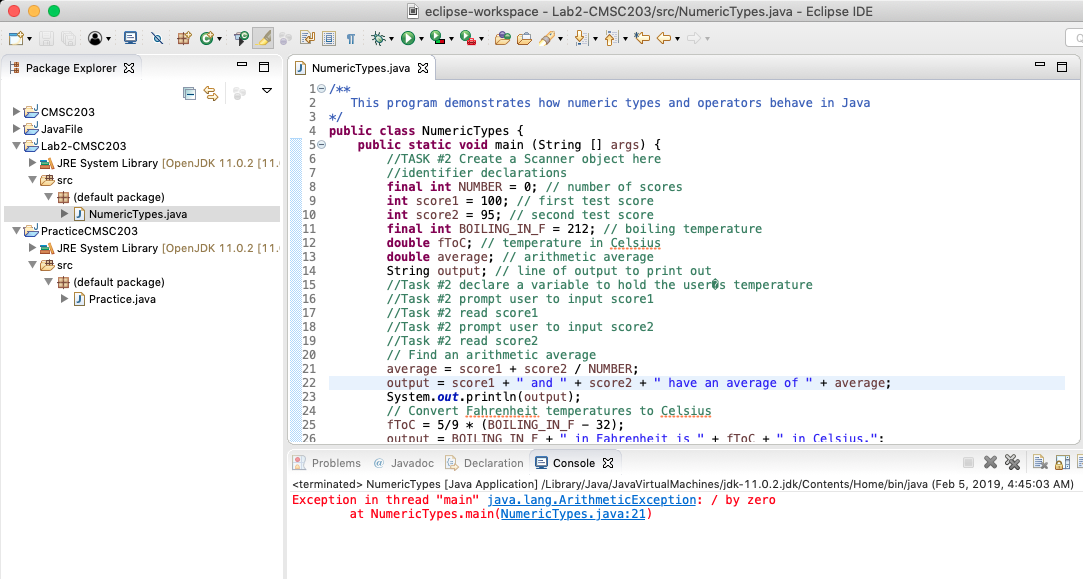 eclipse-workspace - Lab2-CMSC203/src/NumericTypes.java - Eclipse IDE
Package Explorer
CMSC203
JavaFile
Lab2-CMSC203
JRE System Library [OpenJDK 11.0.2 [11.
src
(default package)
NumericTypes.java
PracticeCMSC203
JRE System Library [OpenJDK 11.0.2 [11.
src
(default package)
Practice.java
NumericTypes.java
1 /**
2 This program demonstrates how numeric types and operators behave in Java
3 */
4 public class NumericTypes {
5 public static void main (String [] args) {
6 //TASK #2 Create a Scanner object here
7 //identifier declarations
8 final int NUMBER = 0; // number of scores
9 int score1 = 100; // first test score
10 int score2 = 95; // second test score
11 final int BOILING_IN_F = 212; // boiling temperature
12 double fToC; // temperature in Celsius
13 double average; // arithmetic average
14 String output; // line of output to print out
15 //Task #2 declare a variable to hold the user�s temperature
16 //Task #2 prompt user to input score1
17 //Task #2 read score1
18 //Task #2 prompt user to input score2
19 //Task #2 read score2
20 // Find an arithmetic average
21 average = score1 + score2 / NUMBER;
22 output = score1 + " and " + score2 + " have an average of " + average;
23 System.out.println(output);
24 // Convert Fahrenheit temperatures to Celsius
25 fToC = 5/9 * (BOILING_IN_F - 32);
26 output = BOILING_IN_F + " in Fahrenheit is " + fToC + " in Celsius.";
Problems
Javadoc
Declaration
Console
<terminated> NumericTypes [Java Application] /Library/Java/JavaVirtualMachines/jdk-11.0.2.jdk/Contents/Home/bin/java (Feb 5, 2019, 4:45:03 AM)
Exception in thread "main" java.lang.ArithmeticException: / by zero
at NumericTypes.main(NumericTypes.java:21)